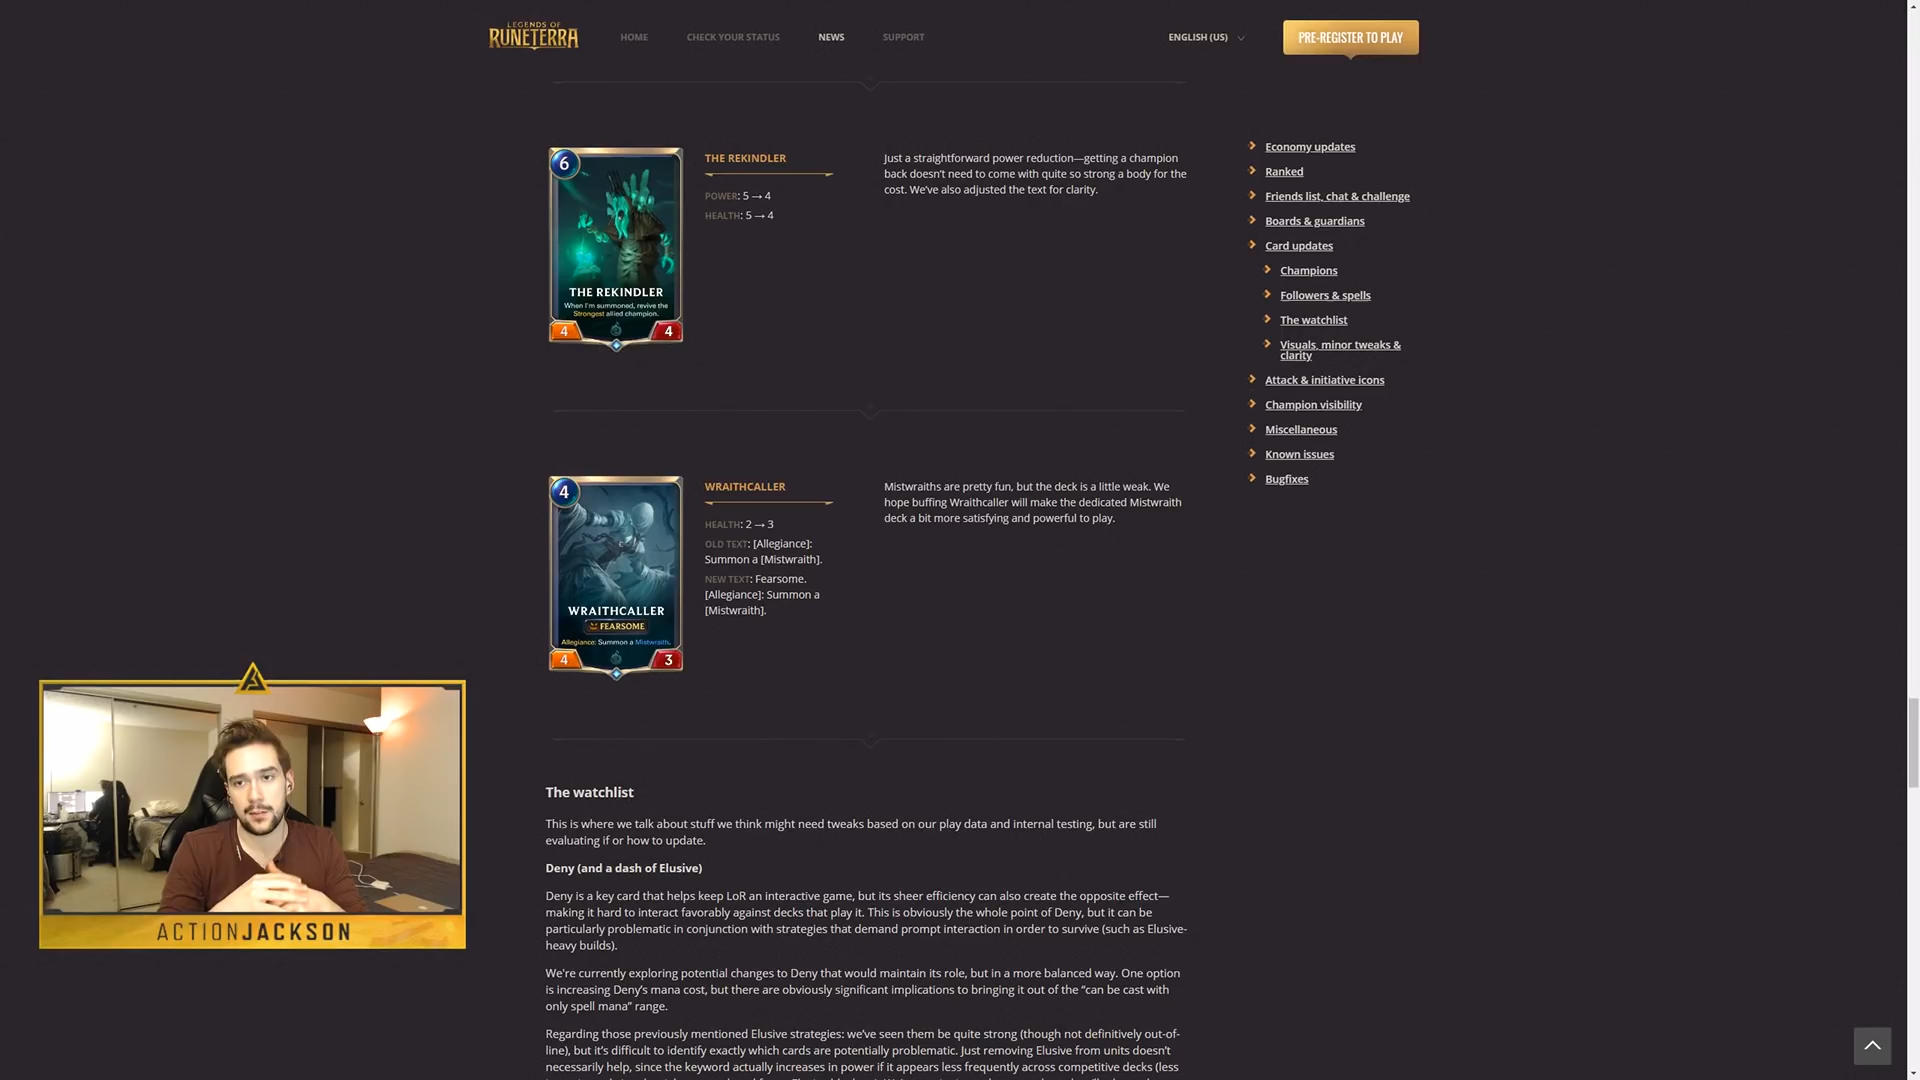 LEGENDS OF
RUNETERRA
HOME
CHECK YOUR STATUS
NEWS
SUPPORT
ENGLISH (US)
PRE-REGISTER TO PLAY
6
THE REKINDLER
When I'm summoned, revive the
Strongest allied champion.
4
4
THE REKINDLER
POWER: 5 → 4
HEALTH: 5 → 4
Just a straightforward power reduction—getting a champion
back doesn't need to come with quite so strong a body for the
cost. We've also adjusted the text for clarity.
Economy updates
Ranked
Friends list, chat & challenge
Boards & guardians
Card updates
Champions
Followers & spells
The watchlist
Visuals, minor tweaks &
clarity
Attack & initiative icons
Champion visibility
Miscellaneous
Known issues
Bugfixes
4
WRAITHCALLER
FEARSOME
Allegiance: Summon a Mistwraith.
4
3
WRAITHCALLER
HEALTH: 2 → 3
OLD TEXT: [Allegiance]:
Summon a [Mistwraith].
NEW TEXT: Fearsome.
[Allegiance]: Summon a
[Mistwraith].
Mistwraiths are pretty fun, but the deck is a little weak. We
hope buffing Wraithcaller will make the dedicated Mistwraith
deck a bit more satisfying and powerful to play.
ACTIONJACKSON
The watchlist
This is where we talk about stuff we think might need tweaks based on our play data and internal testing, but are still
evaluating if or how to update.
Deny (and a dash of Elusive)
Deny is a key card that helps keep LoR an interactive game, but its sheer efficiency can also create the opposite effect—
making it hard to interact favorably against decks that play it. This is obviously the whole point of Deny, but it can be
particularly problematic in conjunction with strategies that demand prompt interaction in order to survive (such as Elusive-
heavy builds).
We're currently exploring potential changes to Deny that would maintain its role, but in a more balanced way. One option
is increasing Deny's mana cost, but there are obviously significant implications to bringing it out of the "can be cast with
only spell mana" range.
Regarding those previously mentioned Elusive strategies: we've seen them be quite strong (though not definitively out-of-
line), but it's difficult to identify exactly which cards are potentially problematic. Just removing Elusive from units doesn't
necessarily help, since the keyword actually increases in power if it appears less frequently across competitive decks (less